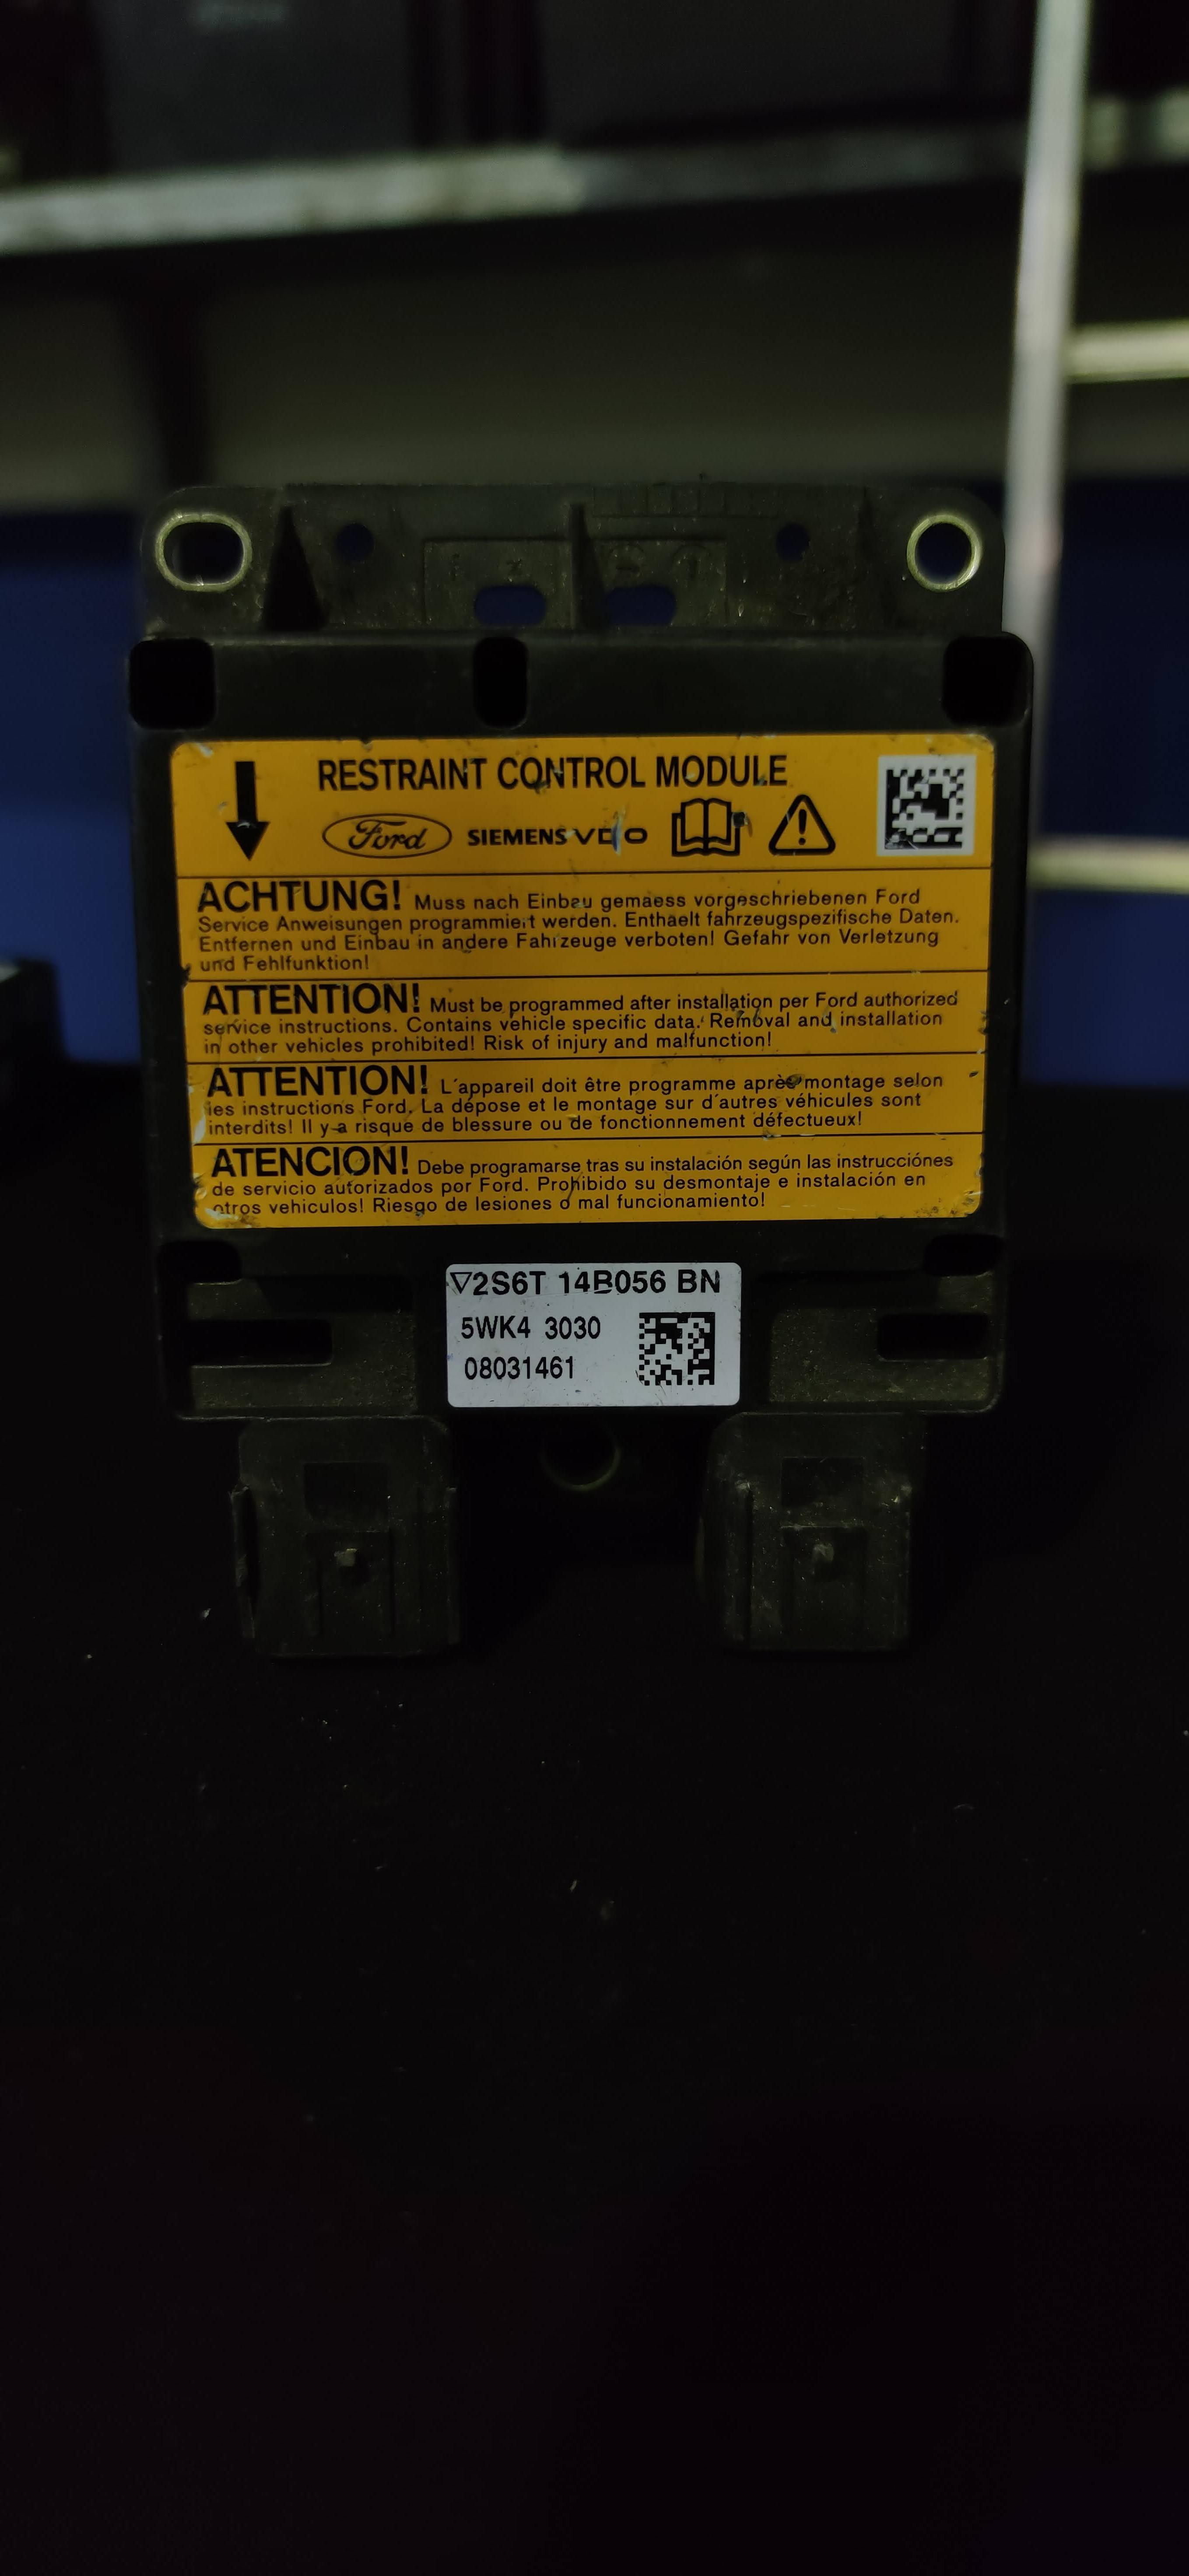 RESTRAINT CONTROL MODULE
Ford SIEMENS VDO
ACHTUNG! Muss nach Einbau gemaess vorgeschriebenen Ford
Service Anweisungen programmiert werden. Enthaelt fahrzeugspezifische Daten.
Entfernen und Einbau in andere Fahrzeuge verboten! Gefahr von Verletzung
und Fehlfunktion!
ATTENTION! Must be programmed after installation per Ford authorized
service instructions. Contains vehicle specific data. Removal and installation
in other vehicles prohibited! Risk of injury and malfunction!
ATTENTION! L´appareil doit être programme après montage selon
les instructions Ford. La dépose et le montage sur d´autres véhicules sont
interdits! Il y a risque de blessure ou de fonctionnement défectueux!
ATENCION! Debe programarse tras su instalación según las instrucciónes
de servicio autorizados por Ford. Prohibido su desmontaje e instalación en
otros vehiculos! Riesgo de lesiones o mal funcionamiento!
▽2S6T 14B056 BN
5WK4 3030
08031461